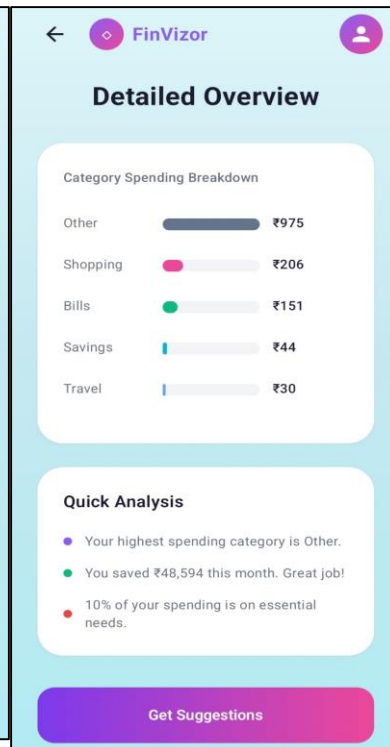 FinVizor
Detailed Overview
Category Spending Breakdown
Other ₹975
Shopping ₹206
Bills ₹151
Savings ₹44
Travel ₹30
Quick Analysis
Your highest spending category is Other.
You saved ₹48,594 this month. Great job!
10% of your spending is on essential
needs.
Get Suggestions